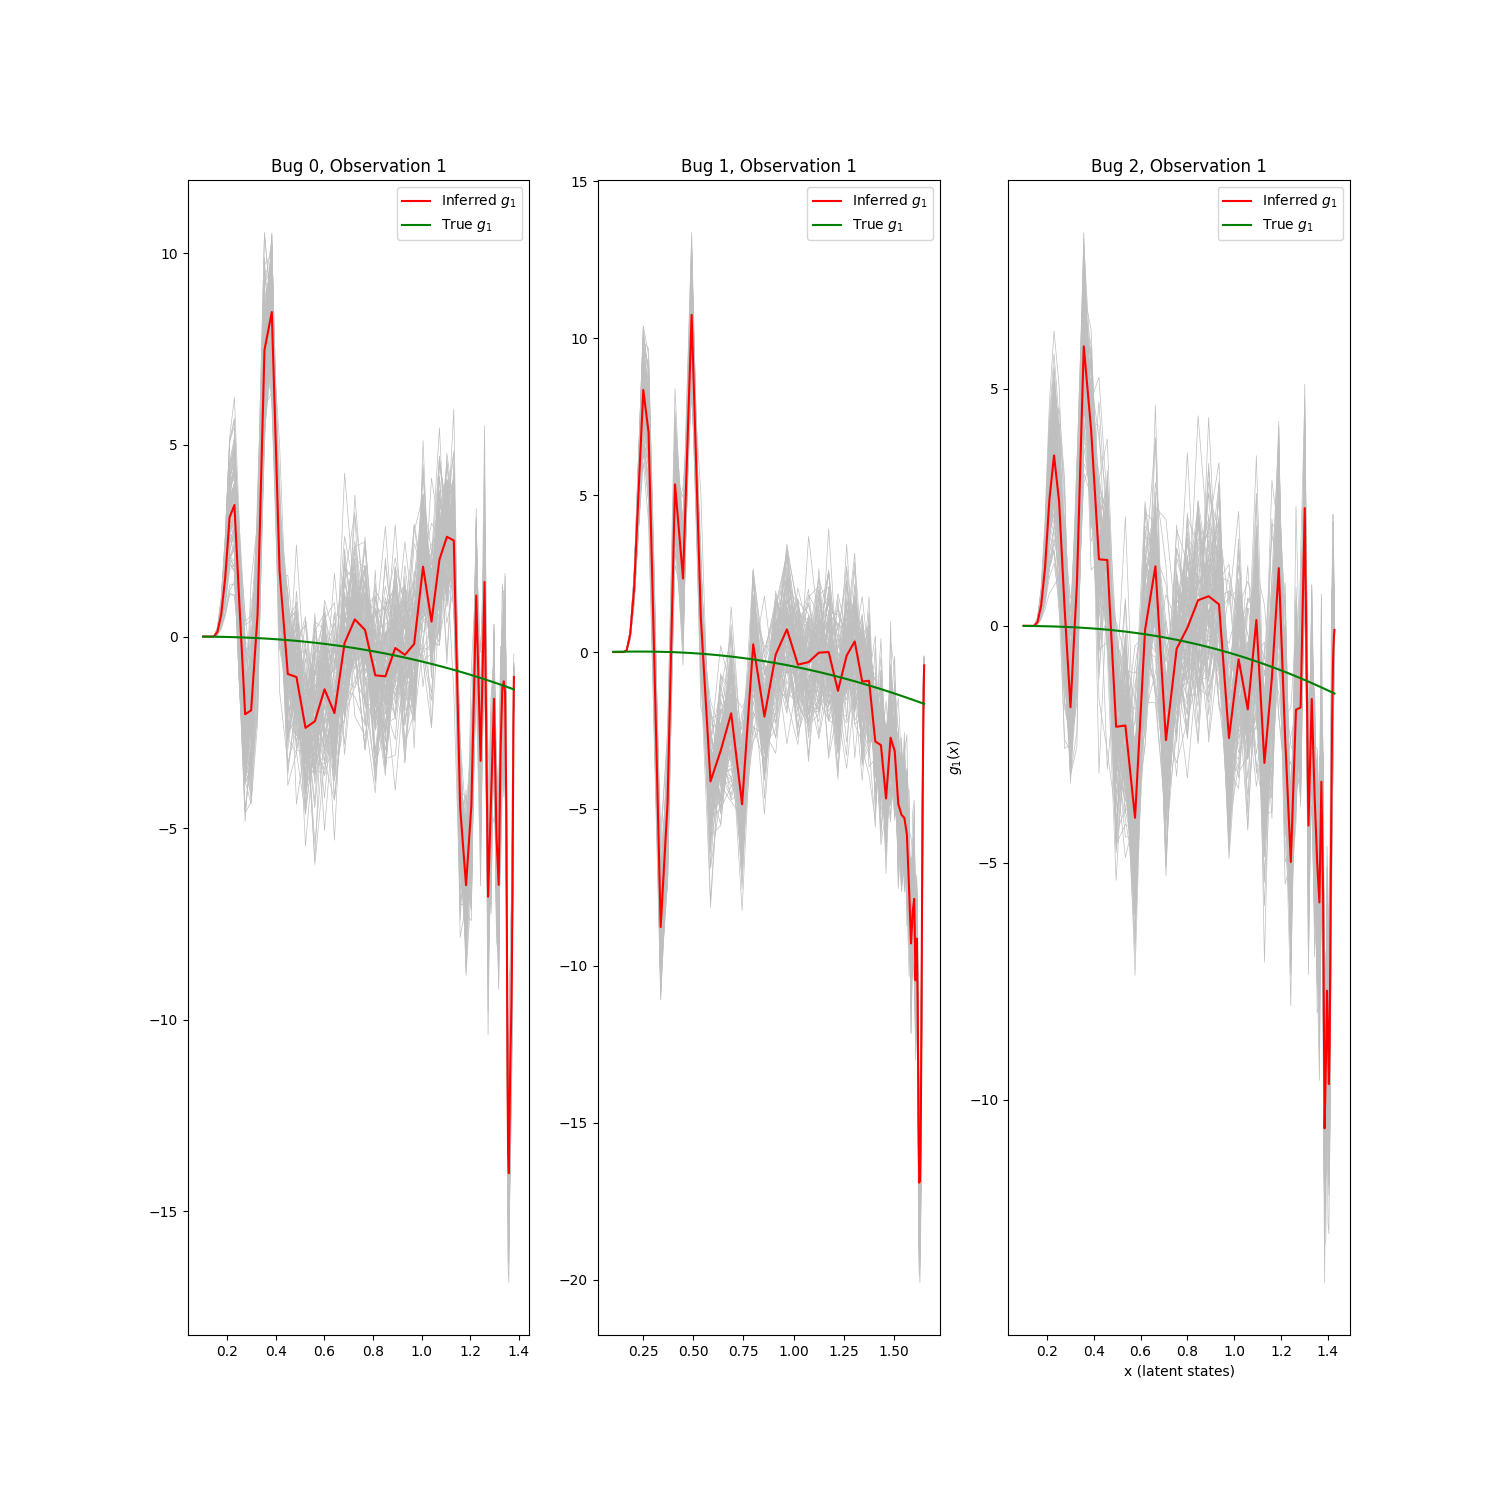 Bug 0, Observation 1
Inferred g₁
True g₁
10
5
0
−5
−10
−15
0.2 0.4 0.6 0.8 1.0 1.2 1.4
Bug 1, Observation 1
Inferred g₁
True g₁
15
10
5
0
−5
−10
−15
−20
0.25 0.50 0.75 1.00 1.25 1.50
Bug 2, Observation 1
Inferred g₁
True g₁
g₁(x)
5
0
−5
−10
0.2 0.4 0.6 0.8 1.0 1.2 1.4
x (latent states)